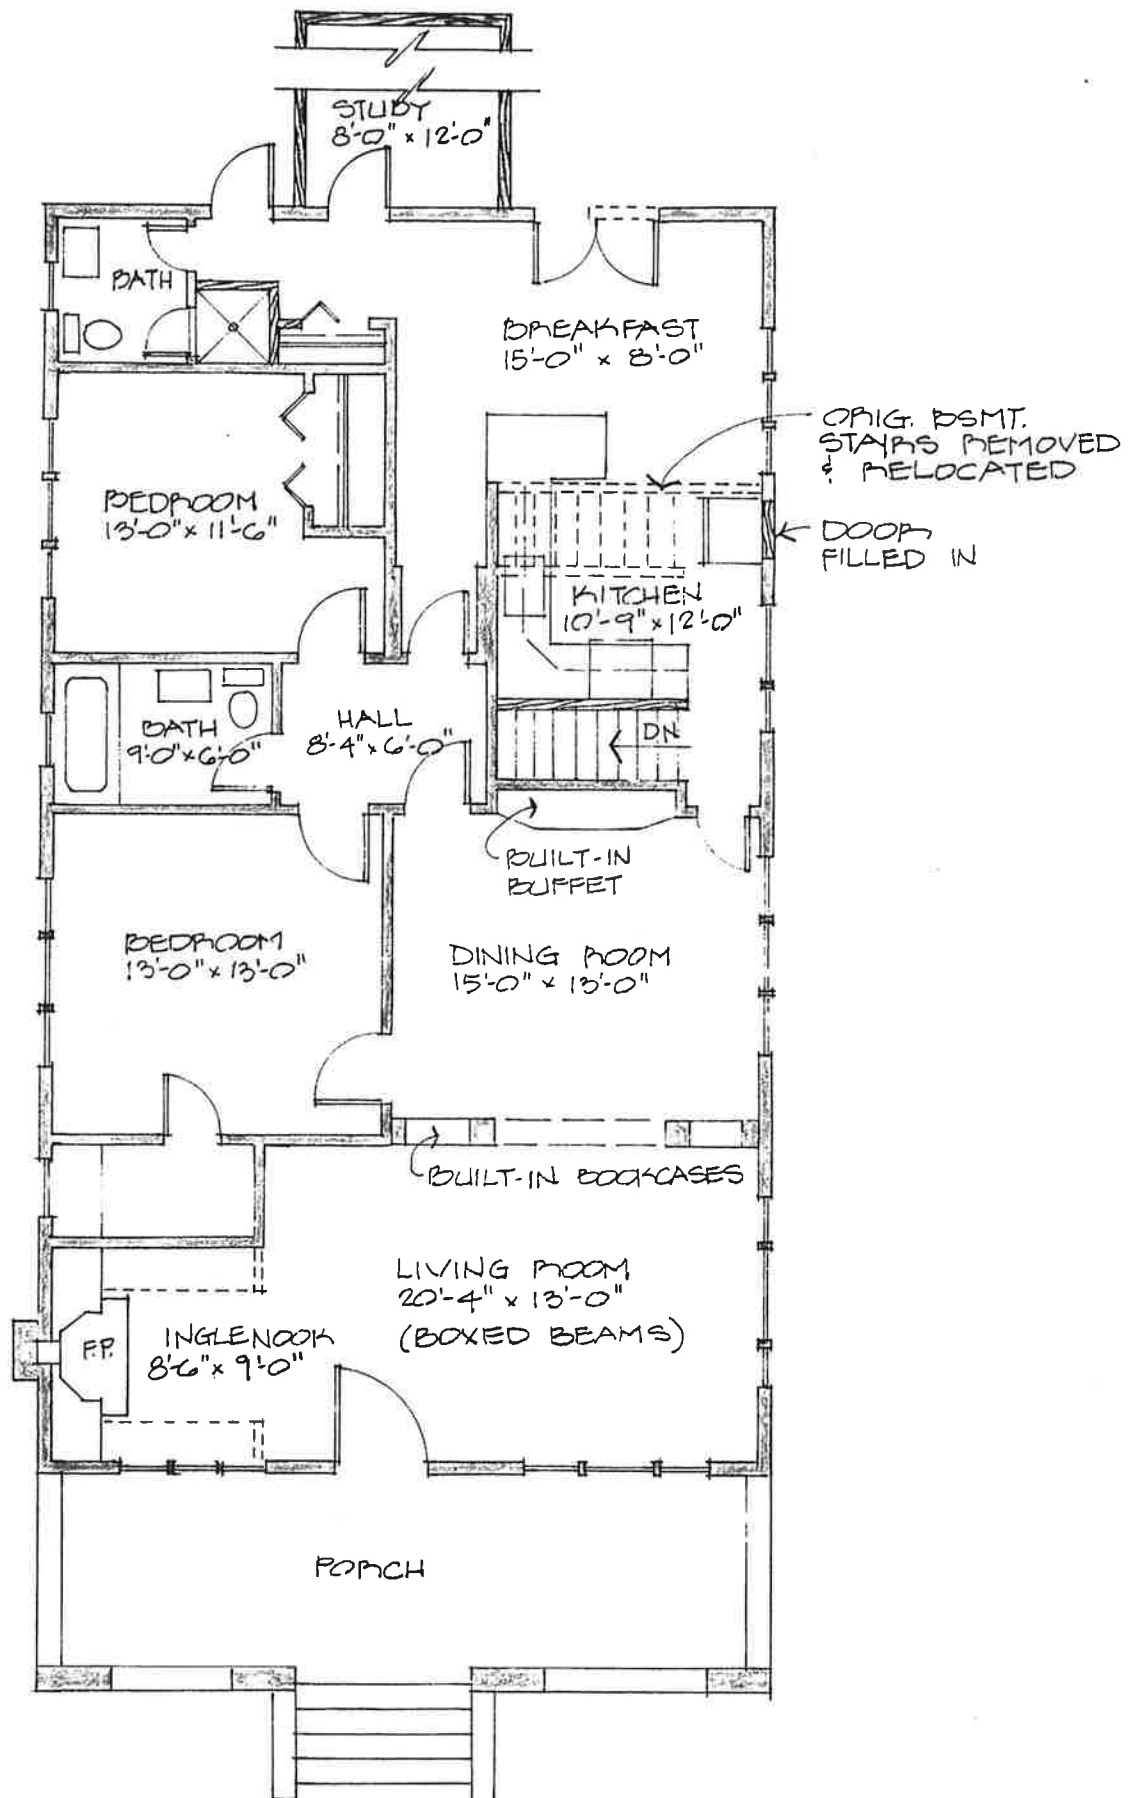 STUDY
8'-0" x 12'-0"
BATH
BREAKFAST
15'-0" x 8'-0"
ORIG. BSMT.
STAIRS REMOVED
& RELOCATED
BEDROOM
13'-0" x 11'-6"
DOOR
FILLED IN
KITCHEN
10'-9" x 12'-0"
BATH
9'-0" x 6'-0"
HALL
8'-4" x 6'-0"
DN
BUILT-IN
BUFFET
BEDROOM
13'-0" x 13'-0"
DINING ROOM
15'-0" x 13'-0"
BUILT-IN BOOKCASES
LIVING ROOM
20'-4" x 13'-0"
(BOXED BEAMS)
F.P.
INGLENOOK
8'-6" x 9'-0"
PORCH